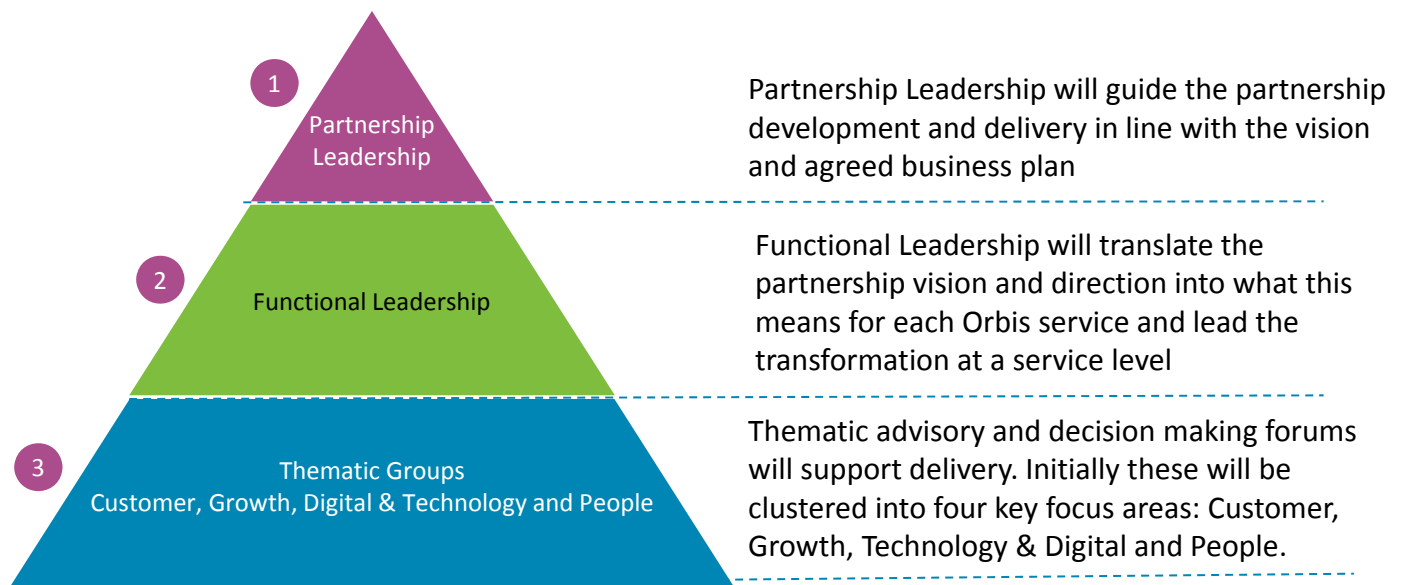 1
Partnership
Leadership
Partnership Leadership will guide the partnership
development and delivery in line with the vision
and agreed business plan
2
Functional Leadership
Functional Leadership will translate the
partnership vision and direction into what this
means for each Orbis service and lead the
transformation at a service level
3
Thematic Groups
Customer, Growth, Digital & Technology and People
Thematic advisory and decision making forums
will support delivery. Initially these will be
clustered into four key focus areas: Customer,
Growth, Technology & Digital and People.